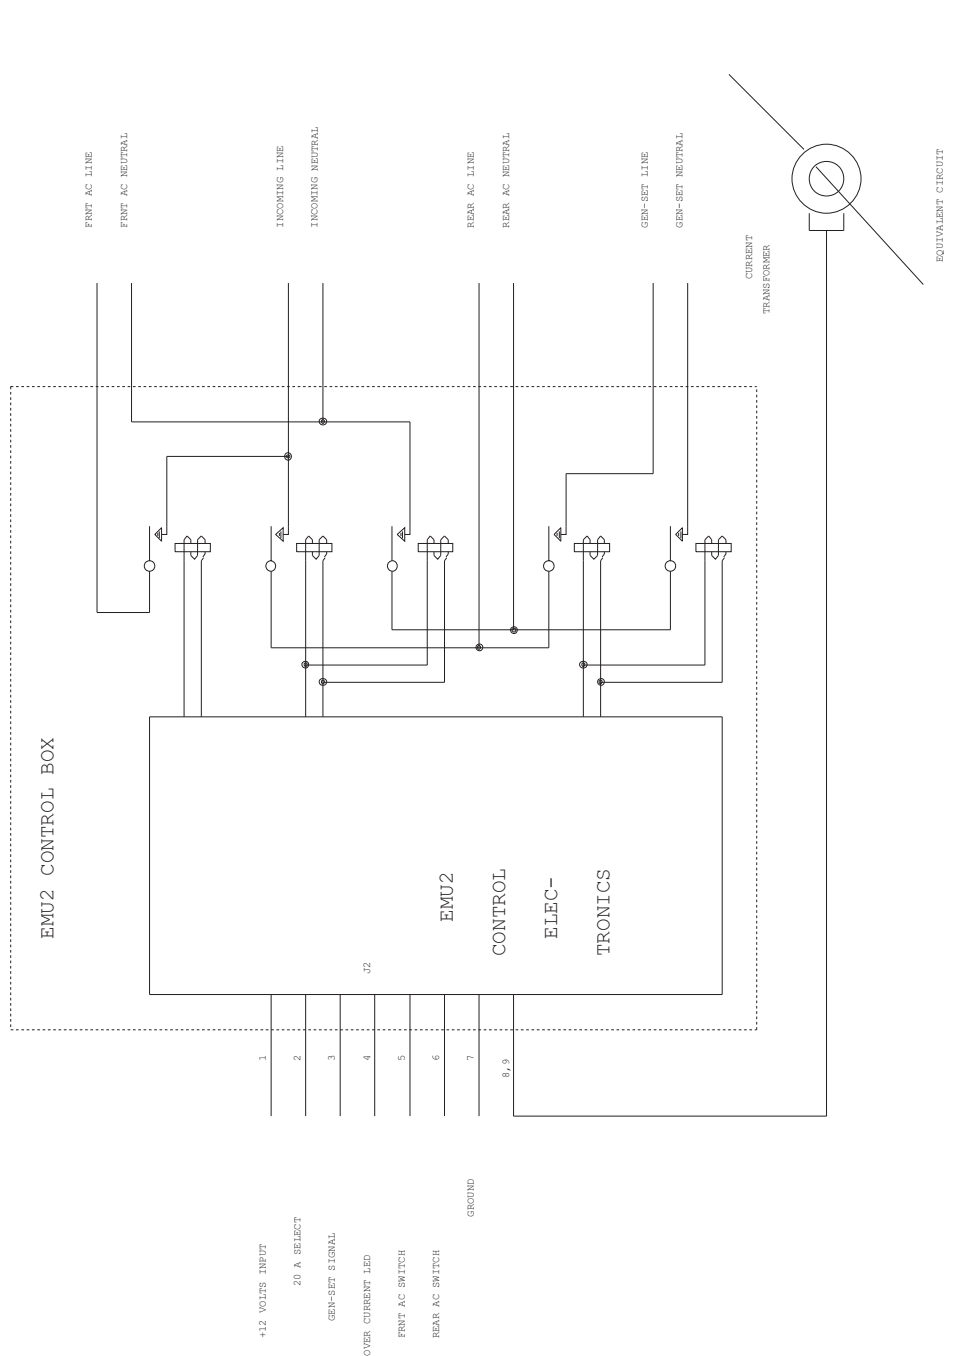 EMU2 CONTROL BOX
FRNT AC LINE
FRNT AC NEUTRAL
INCOMING LINE
INCOMING NEUTRAL
REAR AC LINE
REAR AC NEUTRAL
GEN-SET LINE
GEN-SET NEUTRAL
CURRENT
TRANSFORMER
EQUIVALENT CIRCUIT
EMU2
CONTROL
ELEC-
TRONICS
J2
1
2
3
4
5
6
7
8,9
+12 VOLTS INPUT
20 A SELECT
GEN-SET SIGNAL
OVER CURRENT LED
FRNT AC SWITCH
REAR AC SWITCH
GROUND